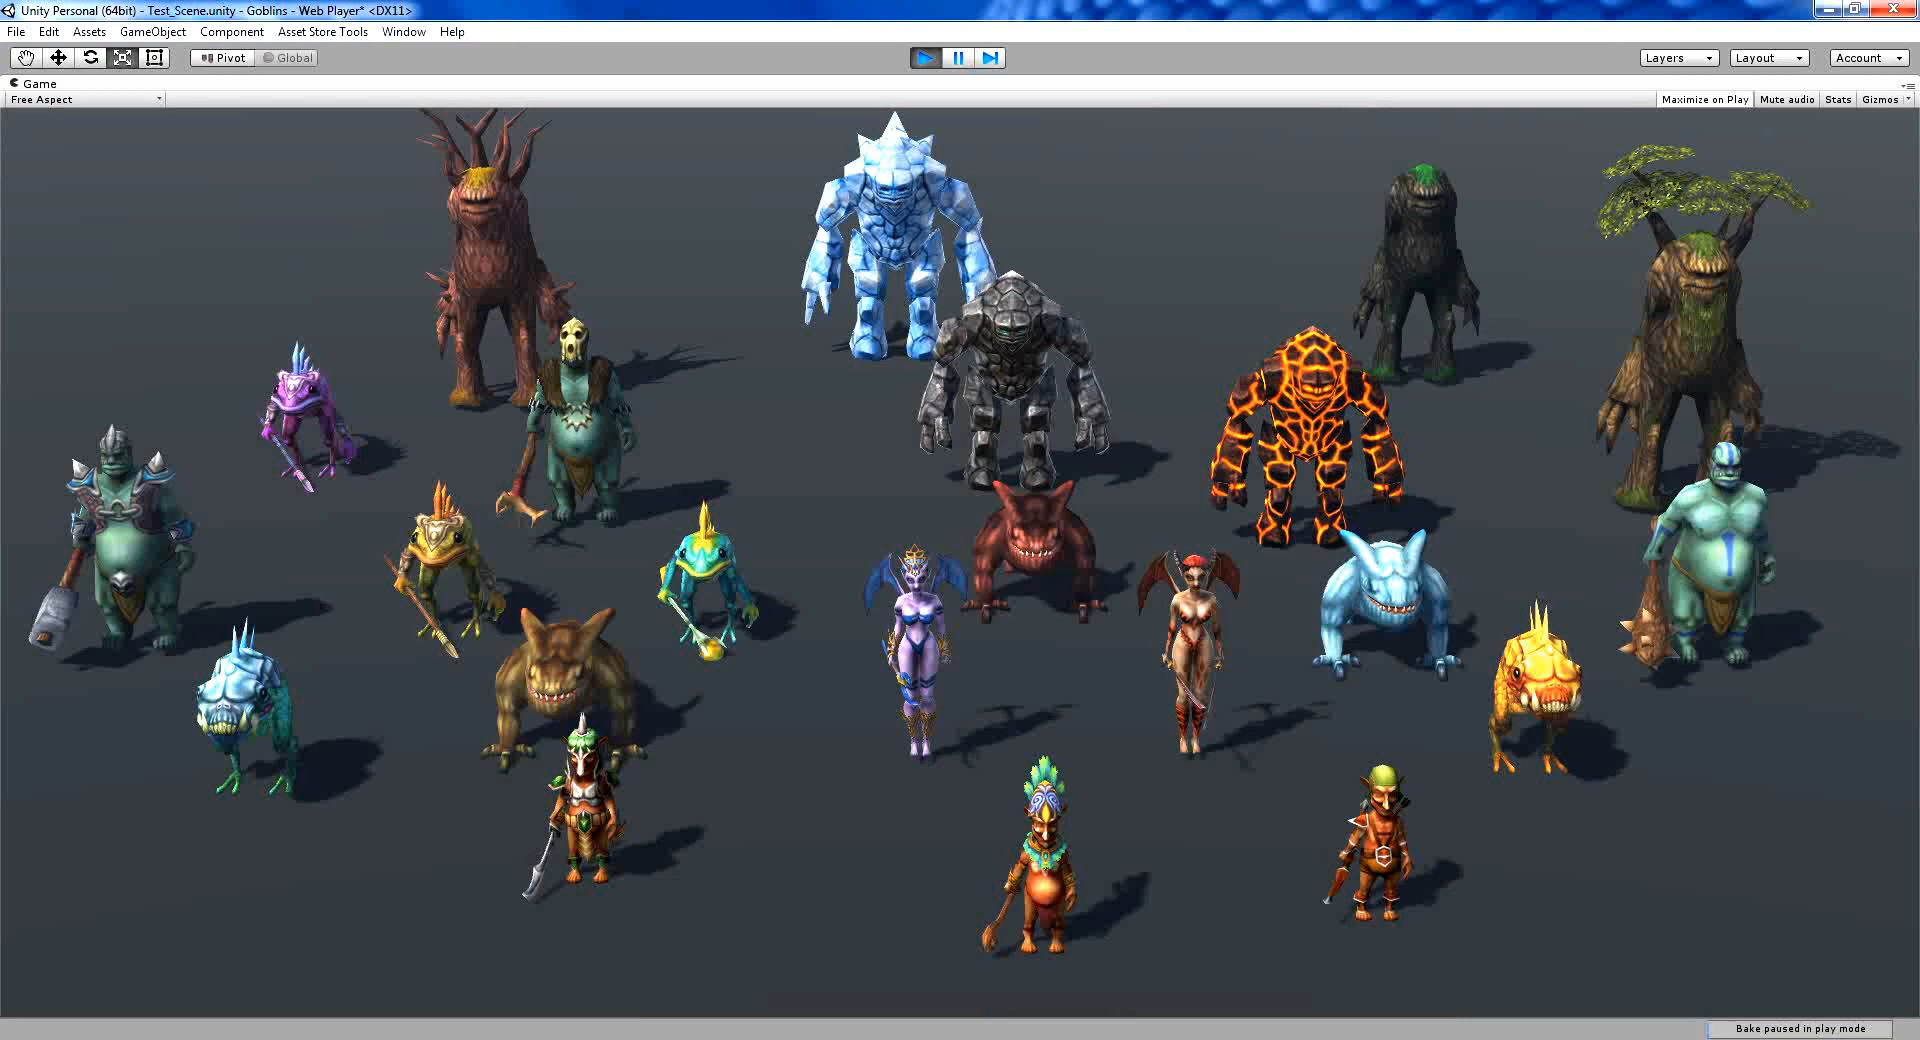 Unity Personal (64bit) - Test_Scene.unity - Goblins - Web Player* <DX11>
File Edit Assets GameObject Component Asset Store Tools Window Help
Pivot Global Layers Layout Account
Game
Free Aspect Maximize on Play Mute audio Stats Gizmos
Bake paused in play mode